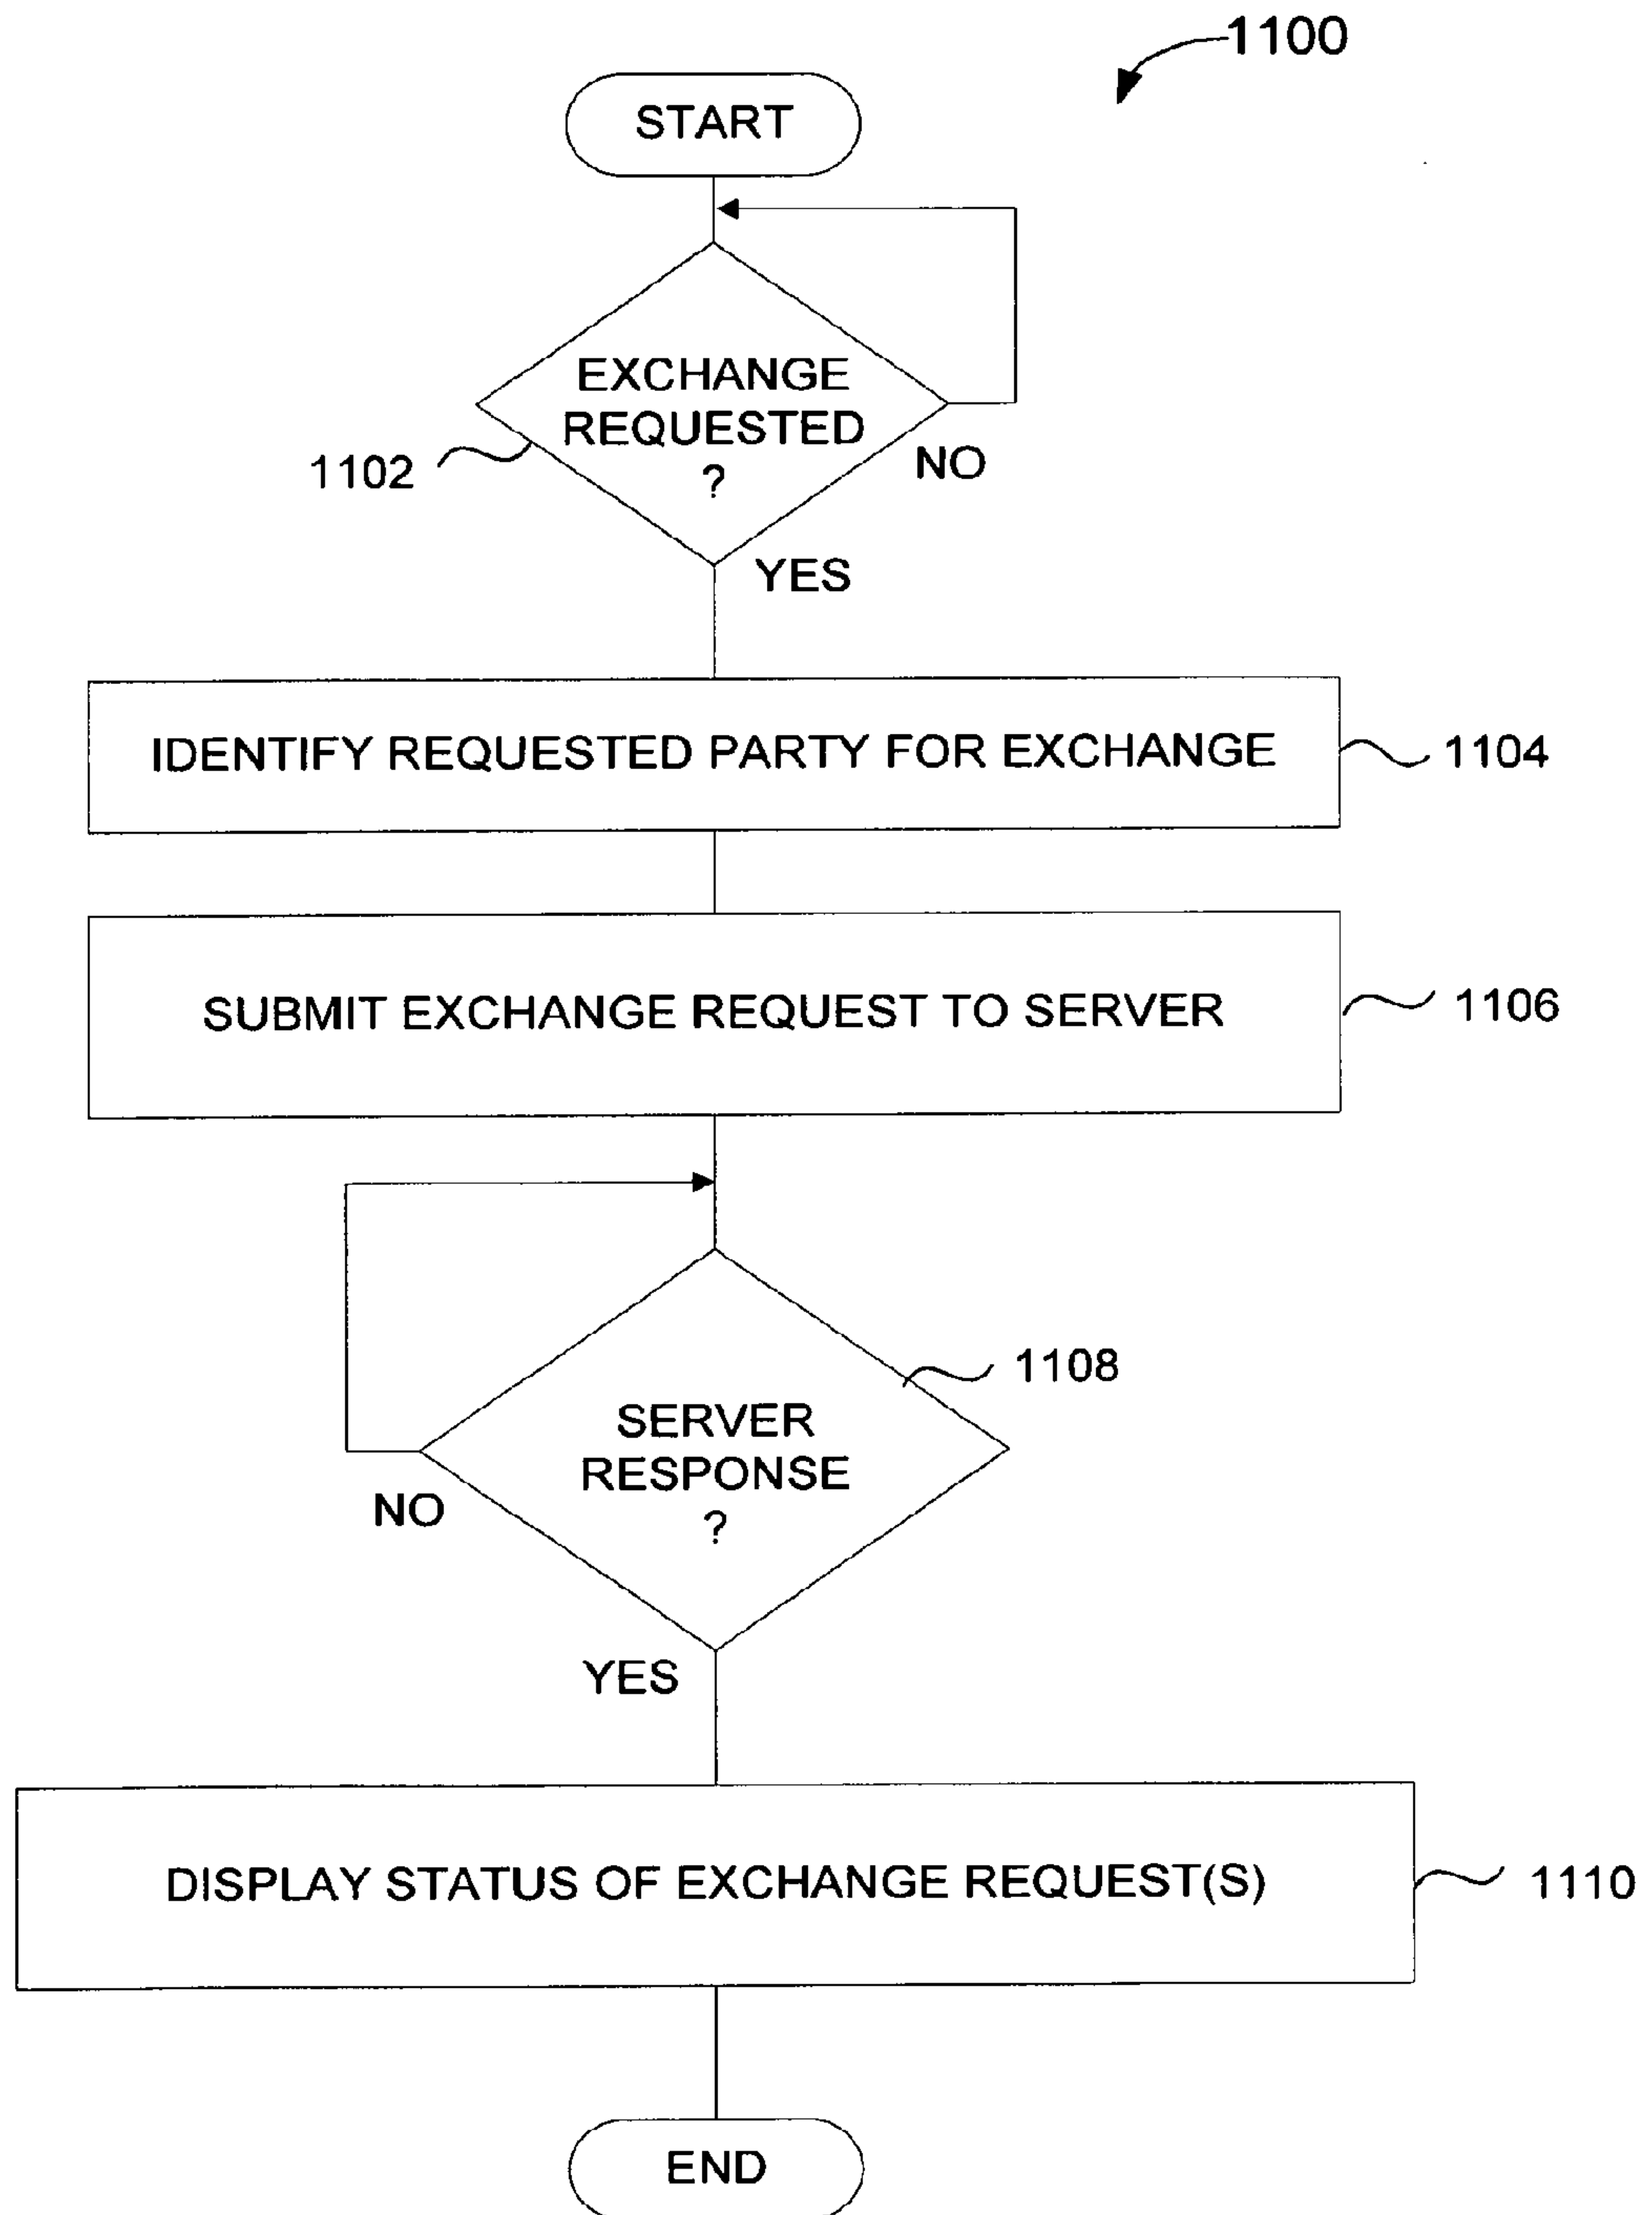 1100
START
EXCHANGE
REQUESTED
?
1102
NO
YES
IDENTIFY REQUESTED PARTY FOR EXCHANGE
1104
SUBMIT EXCHANGE REQUEST TO SERVER
1106
1108
SERVER
RESPONSE
?
NO
YES
DISPLAY STATUS OF EXCHANGE REQUEST(S)
1110
END